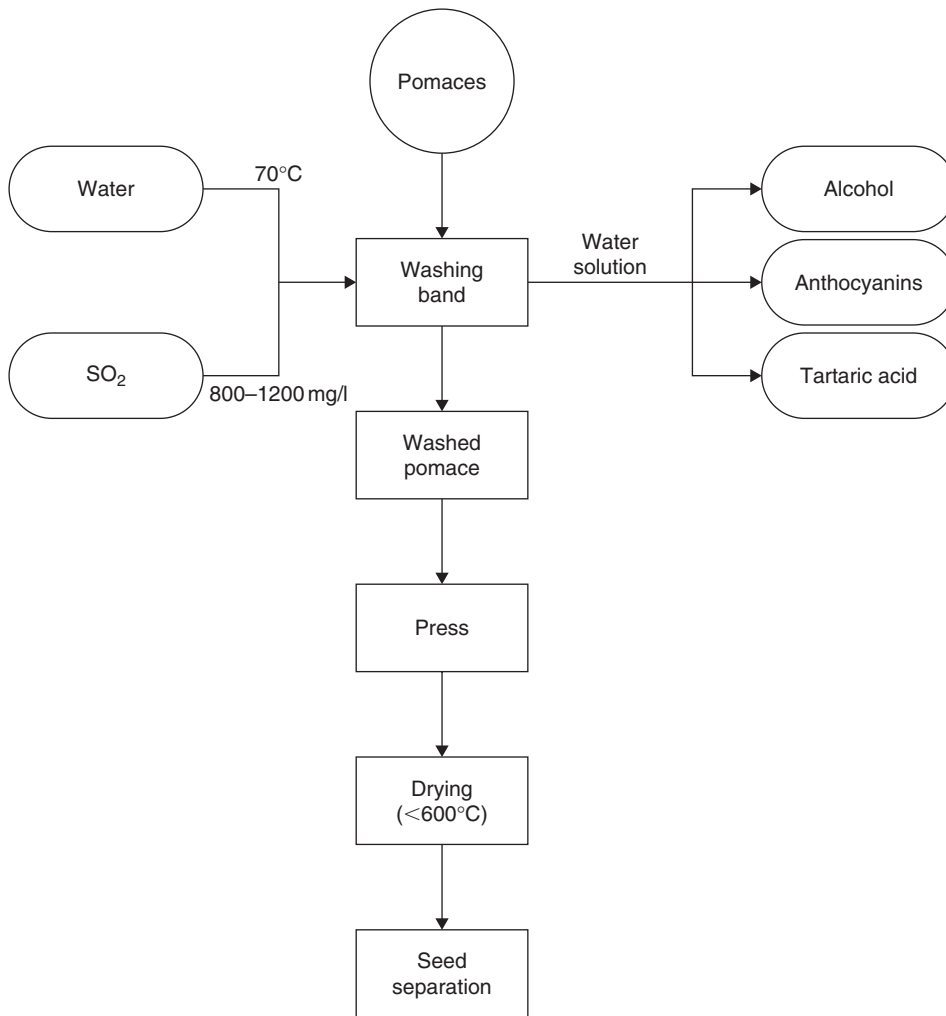 Pomaces
70°C
Water
Alcohol
Water
solution
Washing
band
Anthocyanins
SO₂
800–1200 mg/l
Tartaric acid
Washed
pomace
Press
Drying
(<600°C)
Seed
separation